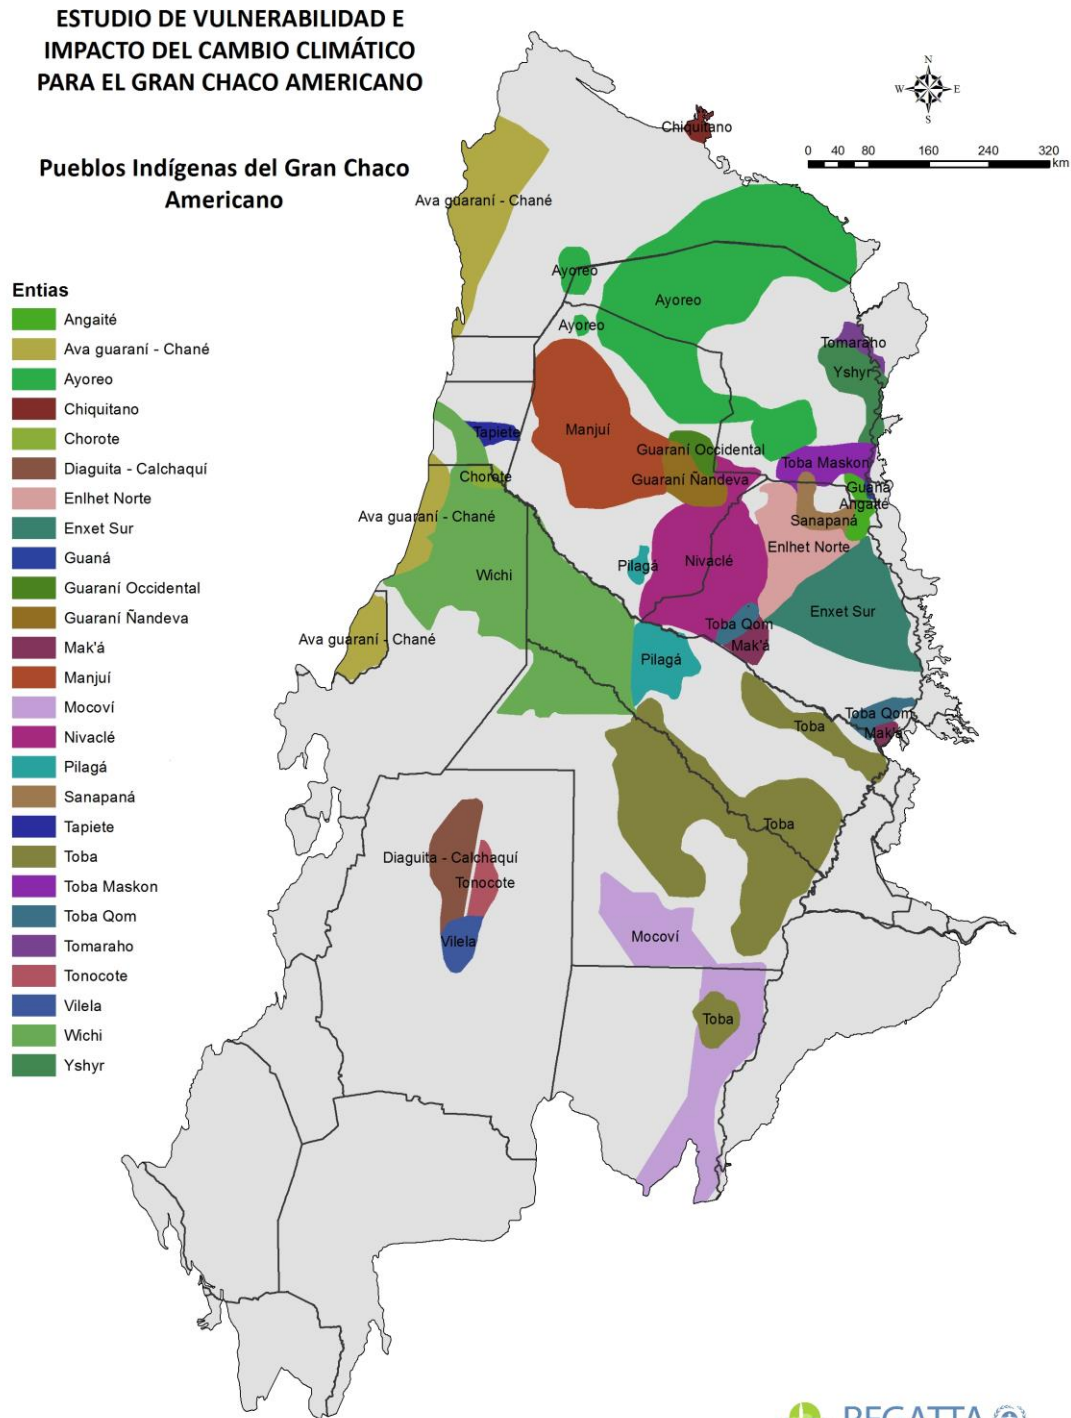 ESTUDIO DE VULNERABILIDAD E
IMPACTO DEL CAMBIO CLIMÁTICO
PARA EL GRAN CHACO AMERICANO
Pueblos Indígenas del Gran Chaco
Americano
N
W
E
S
0 40 80 160 240 320
km
Entias
Angaité
Ava guaraní - Chané
Ayoreo
Chiquitano
Chorote
Diaguita - Calchaquí
Enlhet Norte
Enxet Sur
Guaná
Guaraní Occidental
Guaraní Ñandeva
Mak'á
Manjuí
Mocoví
Nivaclé
Pilagá
Sanapaná
Tapiete
Toba
Toba Maskon
Toba Qom
Tomaraho
Tonocote
Vilela
Wichi
Yshyr
Chiquitano
Ava guaraní - Chané
Ayoreo
Ayoreo
Ayoreo
Tomaraho
Yshyr
Manjuí
Tapiete
Guaraní Occidental
Toba Maskon
Chorote
Guaraní Ñandeva
Guaná
Angaité
Ava guaraní - Chané
Sanapaná
Enlhet Norte
Nivaclé
Pilagá
Wichi
Enxet Sur
Toba Qom
Ava guaraní - Chané
Mak'á
Pilagá
Toba Qom
Toba
Mak'á
Toba
Diaguita - Calchaquí
Tonocote
Mocoví
Vilela
Toba
REGATTA